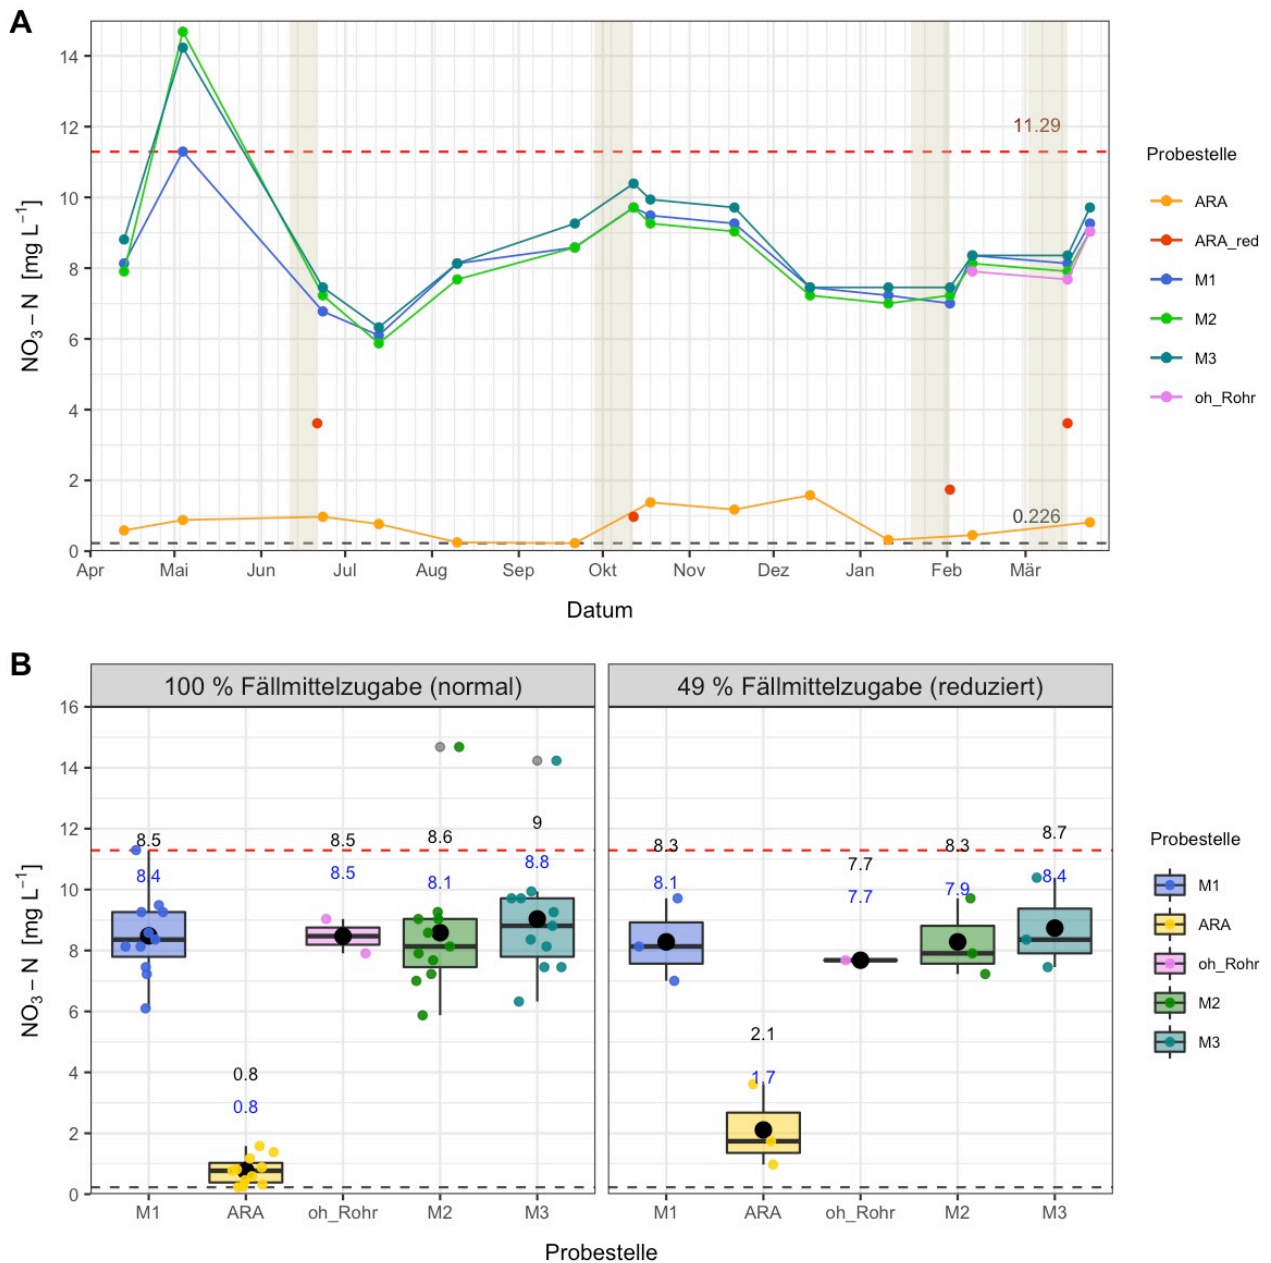 A
NO₃ – N [mg L⁻¹]
14
12
10
8
6
4
2
0
11.29
0.226
Apr Mai Jun Jul Aug Sep Okt Nov Dez Jan Feb Mär
Datum
Probestelle
ARA
ARA_red
M1
M2
M3
oh_Rohr
B
100 % Fällmittelzugabe (normal) 49 % Fällmittelzugabe (reduziert)
NO₃ – N [mg L⁻¹]
16
14
12
10
8
6
4
2
0
8.5 0.8 8.5 8.6 9
8.4 0.8 8.5 8.1 8.8
8.3 2.1 7.7 8.3 8.7
8.1 1.7 7.7 7.9 8.4
M1 ARA oh_Rohr M2 M3 M1 ARA oh_Rohr M2 M3
Probestelle
Probestelle
M1
ARA
oh_Rohr
M2
M3